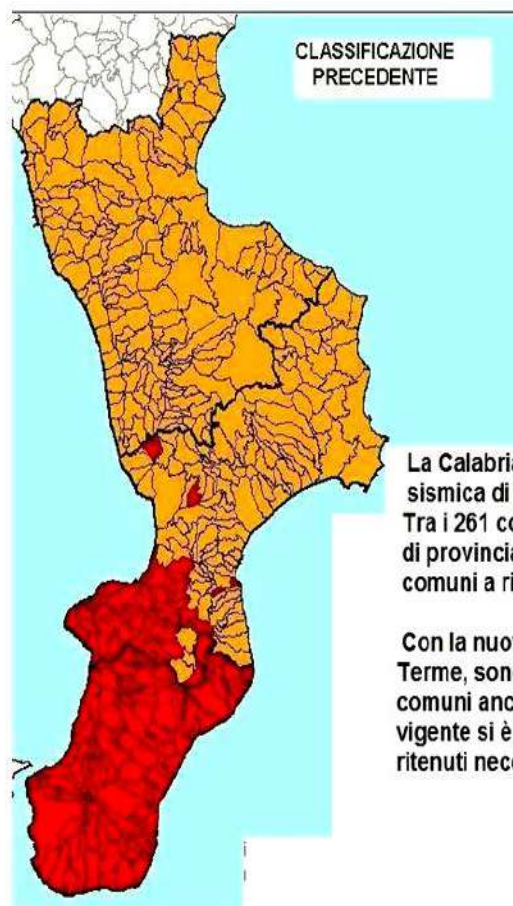 CLASSIFICAZIONE
PRECEDENTE
La Calabria
sismica di
Tra i 261 co
di provincia
comuni a ri
Con la nuo
Terme, son
comuni anc
vigente si è
ritenuti nece